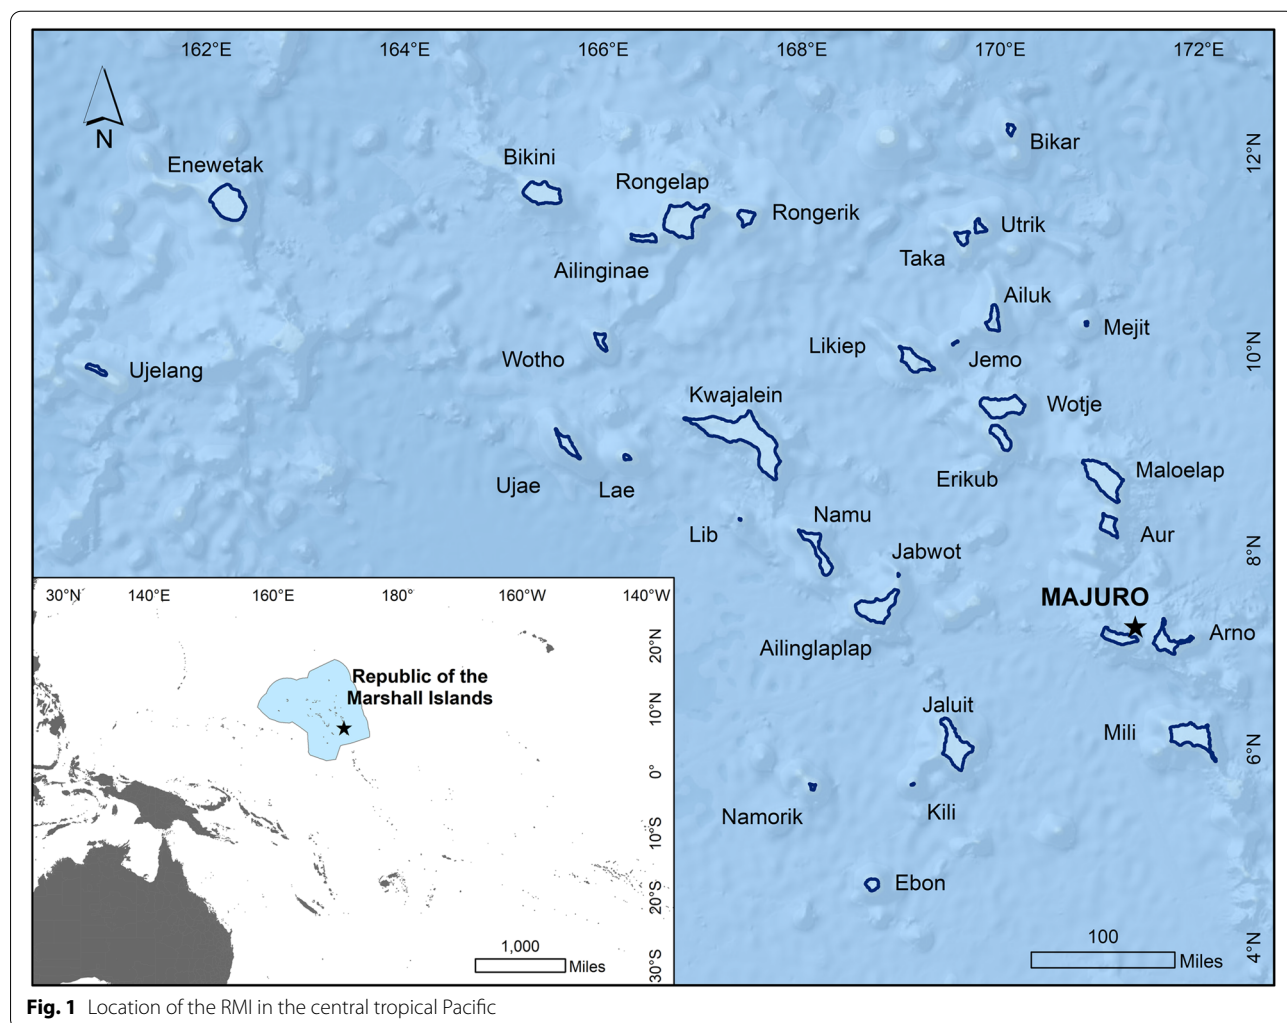 162°E 164°E 166°E 168°E 170°E 172°E
N
12°N
Bikar
Enewetak
Bikini
Rongelap
Rongerik
Utrik
Taka
Ailinginae
Ailuk
Mejit
Likiep
Jemo
10°N
Wotho
Ujelang
Kwajalein
Wotje
Erikub
Maloelap
Ujae
Lae
Lib
Namu
Aur
Jabwot
8°N
MAJURO
Arno
Ailinglaplap
Jaluit
Mili
6°N
Namorik
Kili
Ebon
4°N
100
Miles
30°N 140°E 160°E 180° 160°W 140°W
20°N
Republic of the
Marshall Islands
10°N
0°
10°S
20°S
30°S
1,000
Miles
Fig. 1 Location of the RMI in the central tropical Pacific